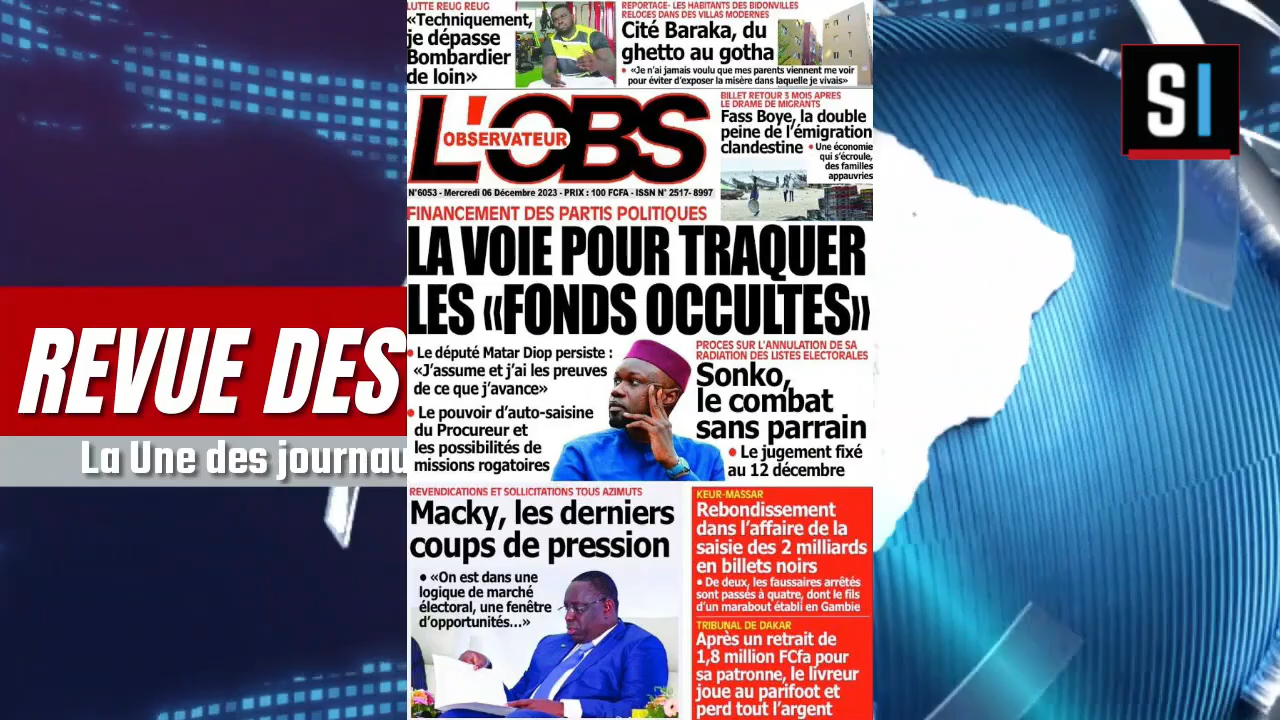 LUTTE REUG REUG
«Techniquement,
je dépasse
Bombardier
de loin»
REPORTAGE- LES HABITANTS DES BIDONVILLES
RELOGES DANS DES VILLAS MODERNES
Cité Baraka, du
ghetto au gotha
• «Je n'ai jamais voulu que mes parents viennent me voir
pour éviter d'exposer la misère dans laquelle je vivais»
SI
L'OBS
OBSERVATEUR
N°6053 - Mercredi 06 Décembre 2023 - PRIX : 100 FCFA - ISSN N° 2517- 8997
BILLET RETOUR 3 MOIS APRES
LE DRAME DE MIGRANTS
Fass Boye, la double
peine de l'émigration
clandestine • Une économie
qui s'écroule,
des familles
appauvries
FINANCEMENT DES PARTIS POLITIQUES
LA VOIE POUR TRAQUER
LES «FONDS OCCULTES»
REVUE DES
La Une des journau
• Le député Matar Diop persiste :
«J'assume et j'ai les preuves
de ce que j'avance»
• Le pouvoir d'auto-saisine
du Procureur et
les possibilités de
missions rogatoires
PROCES SUR L'ANNULATION DE SA
RADIATION DES LISTES ELECTORALES
Sonko,
le combat
sans parrain
• Le jugement fixé
au 12 décembre
REVENDICATIONS ET SOLLICITATIONS TOUS AZIMUTS
Macky, les derniers
coups de pression
• «On est dans une
logique de marché
électoral, une fenêtre
d'opportunités...»
KEUR-MASSAR
Rebondissement
dans l'affaire de la
saisie des 2 milliards
en billets noirs
• De deux, les faussaires arrêtés
sont passés à quatre, dont le fils
d'un marabout établi en Gambie
TRIBUNAL DE DAKAR
Après un retrait de
1,8 million FCfa pour
sa patronne, le livreur
joue au parifoot et
perd tout l'argent